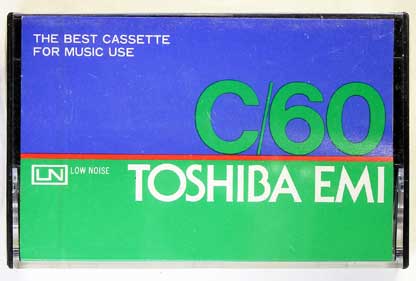 THE BEST CASSETTE
FOR MUSIC USE
C/60
LN LOW NOISE
TOSHIBA EMI